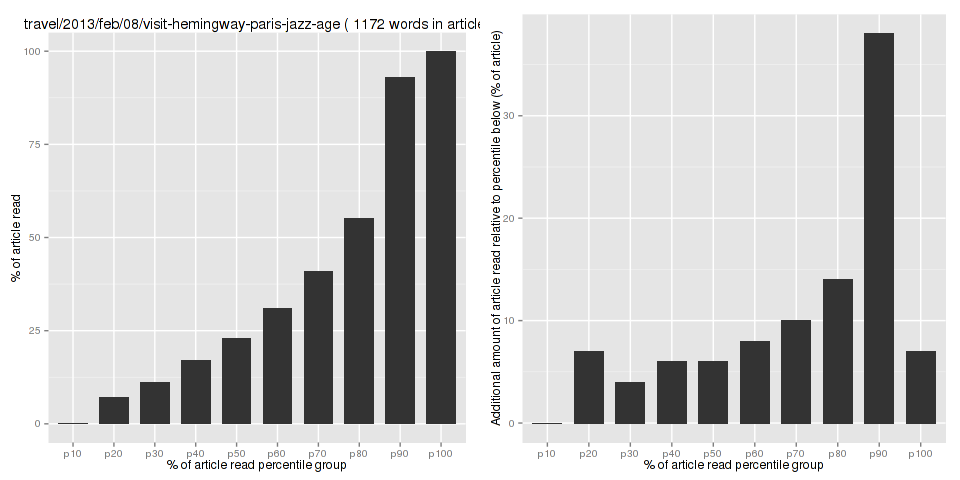 travel/2013/feb/08/visit-hemingway-paris-jazz-age ( 1172 words in article
% of article read
100
75
50
25
0
p10 p20 p30 p40 p50 p60 p70 p80 p90 p100
% of article read percentile group
Additional amount of article read relative to percentile below (% of article)
30
20
10
0
p10 p20 p30 p40 p50 p60 p70 p80 p90 p100
% of article read percentile group